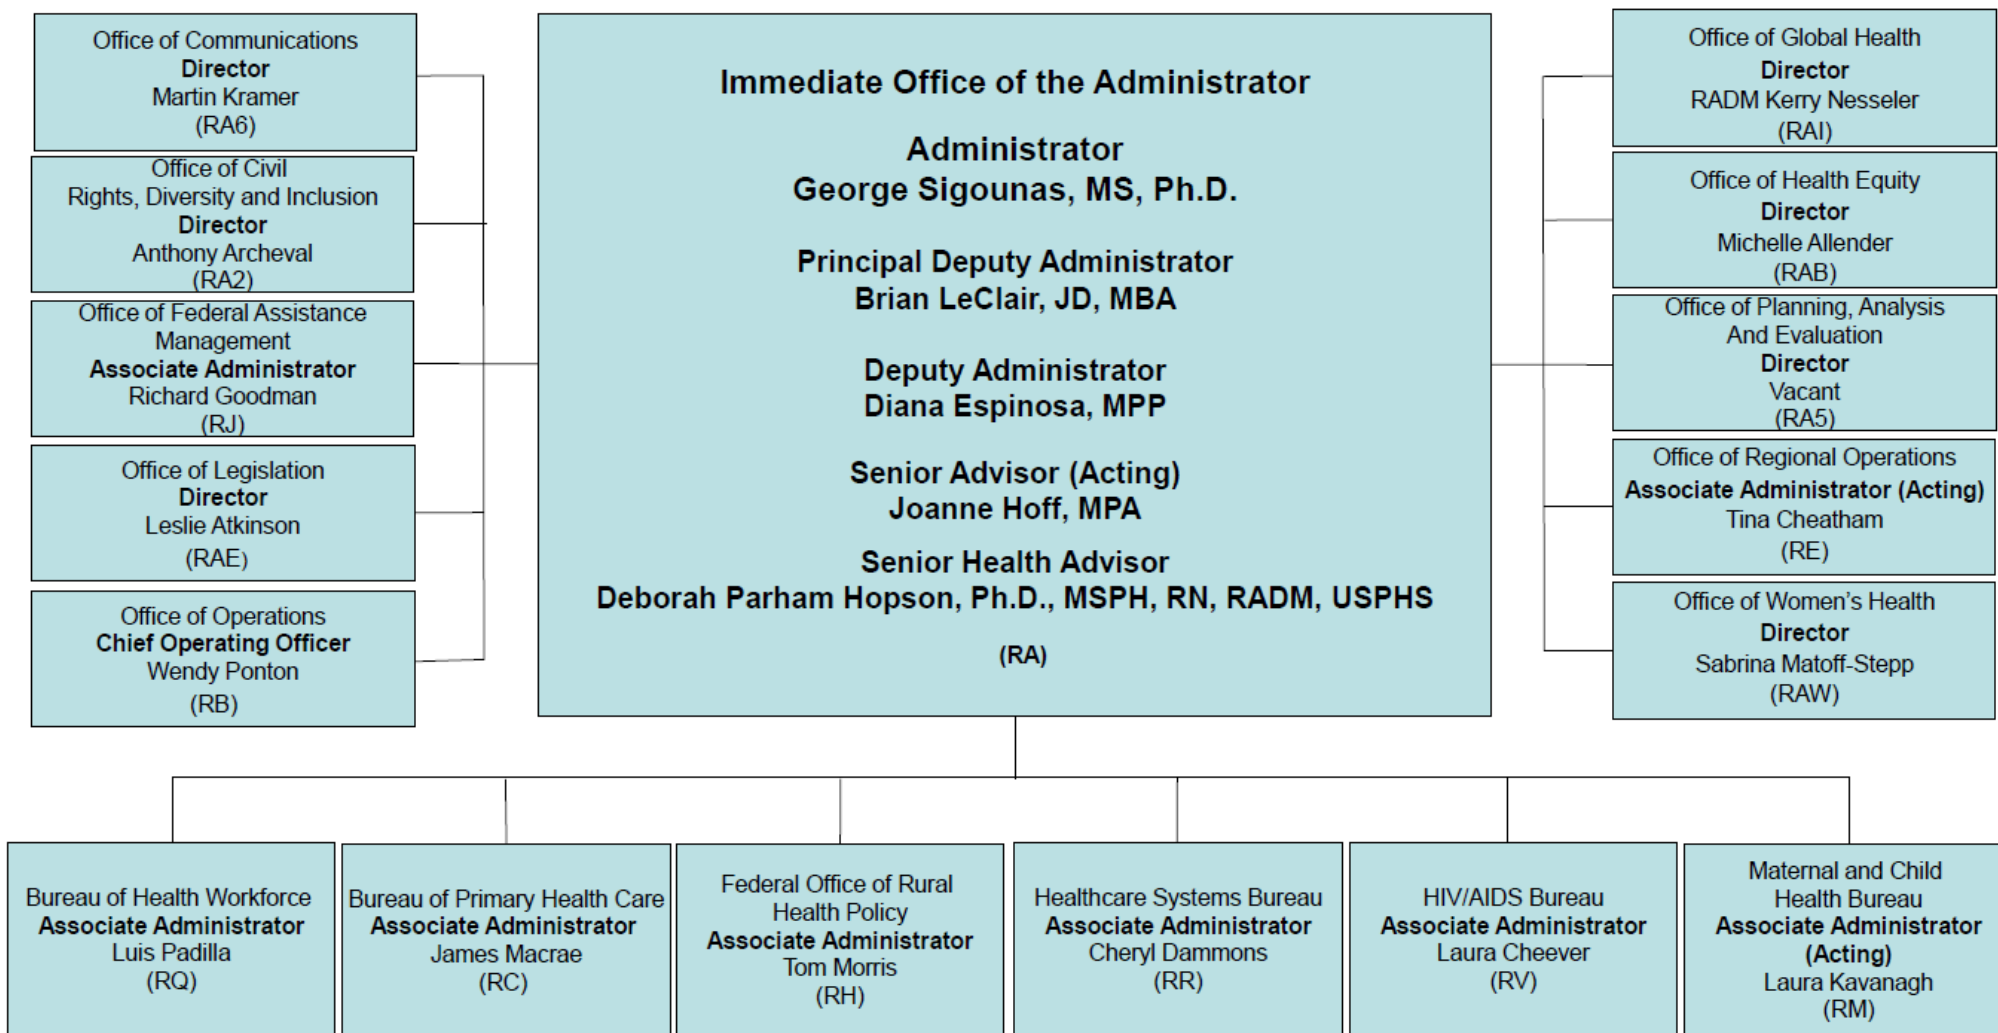 Office of Communications
Director
Martin Kramer
(RA6)
Office of Civil
Rights, Diversity and Inclusion
Director
Anthony Archeval
(RA2)
Office of Federal Assistance
Management
Associate Administrator
Richard Goodman
(RJ)
Office of Legislation
Director
Leslie Atkinson
(RAE)
Office of Operations
Chief Operating Officer
Wendy Ponton
(RB)
Immediate Office of the Administrator
Administrator
George Sigounas, MS, Ph.D.
Principal Deputy Administrator
Brian LeClair, JD, MBA
Deputy Administrator
Diana Espinosa, MPP
Senior Advisor (Acting)
Joanne Hoff, MPA
Senior Health Advisor
Deborah Parham Hopson, Ph.D., MSPH, RN, RADM, USPHS
(RA)
Office of Global Health
Director
RADM Kerry Nesseler
(RAI)
Office of Health Equity
Director
Michelle Allender
(RAB)
Office of Planning, Analysis
And Evaluation
Director
Vacant
(RA5)
Office of Regional Operations
Associate Administrator (Acting)
Tina Cheatham
(RE)
Office of Women's Health
Director
Sabrina Matoff-Stepp
(RAW)
Bureau of Health Workforce
Associate Administrator
Luis Padilla
(RQ)
Bureau of Primary Health Care
Associate Administrator
James Macrae
(RC)
Federal Office of Rural
Health Policy
Associate Administrator
Tom Morris
(RH)
Healthcare Systems Bureau
Associate Administrator
Cheryl Dammons
(RR)
HIV/AIDS Bureau
Associate Administrator
Laura Cheever
(RV)
Maternal and Child
Health Bureau
Associate Administrator
(Acting)
Laura Kavanagh
(RM)